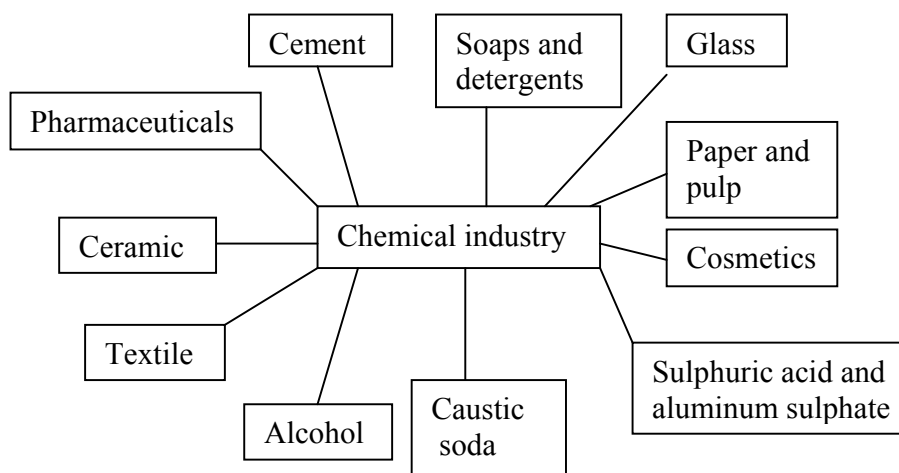 Cement
Soaps and
detergents
Glass
Pharmaceuticals
Paper and
pulp
Ceramic
Chemical industry
Cosmetics
Textile
Sulphuric acid and
aluminum sulphate
Alcohol
Caustic
soda